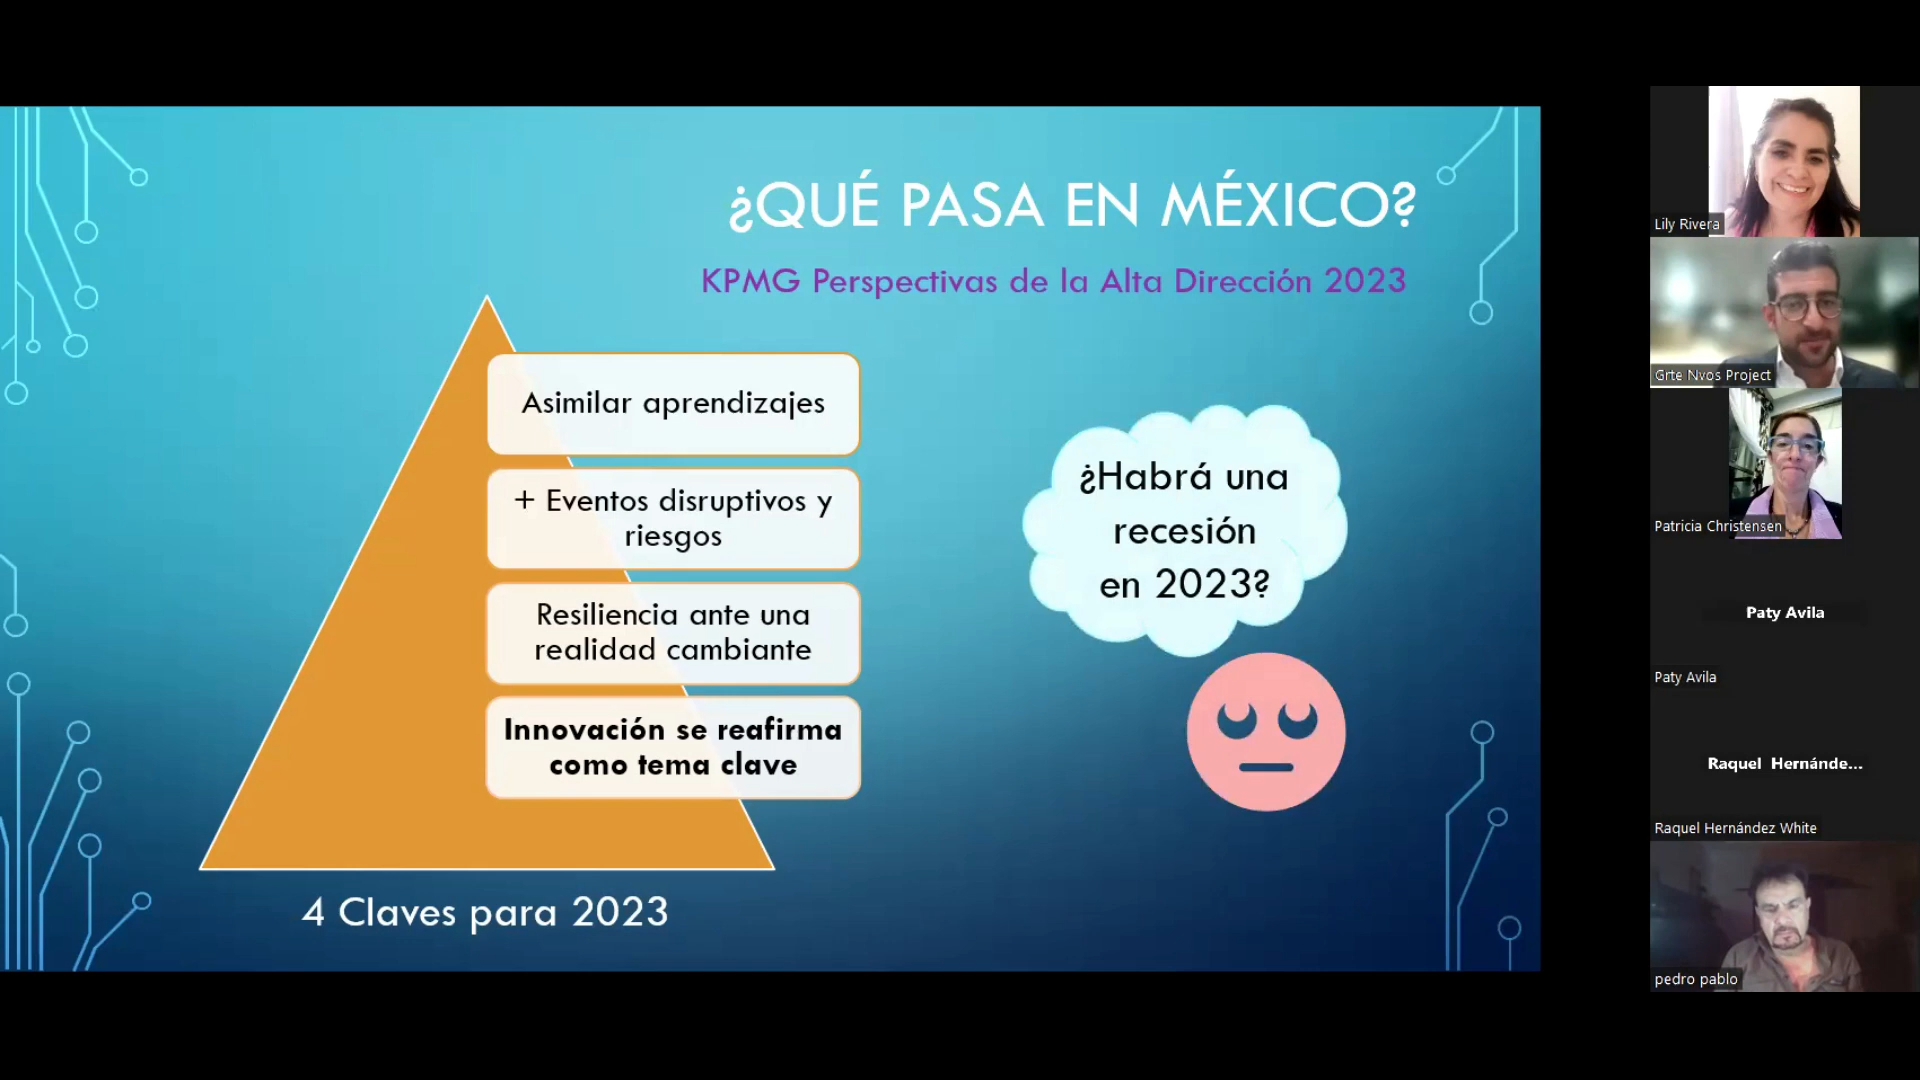 ¿QUÉ PASA EN MÉXICO?
KPMG Perspectivas de la Alta Dirección 2023
Asimilar aprendizajes
+ Eventos disruptivos y
riesgos
Resiliencia ante una
realidad cambiante
Innovación se reafirma
como tema clave
4 Claves para 2023
¿Habrá una
recesión
en 2023?
Lily Rivera
Grte Nvos Project
Patricia Christensen
Paty Avila
Paty Avila
Raquel Hernánde...
Raquel Hernández White
pedro pablo